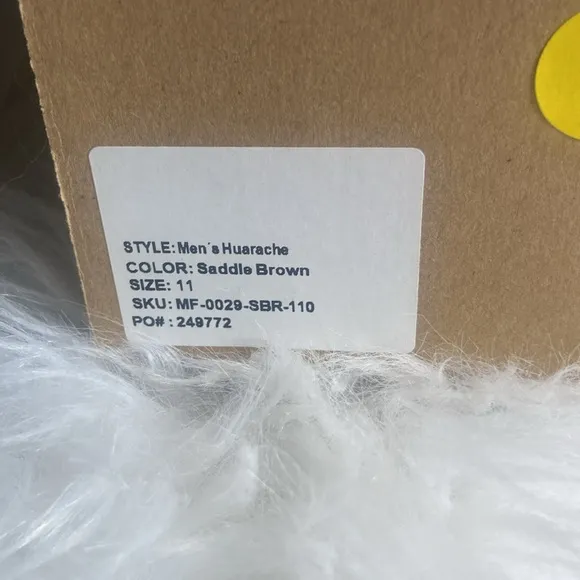 STYLE: Men´s Huarache
COLOR: Saddle Brown
SIZE: 11
SKU: MF-0029-SBR-110
PO# : 249772